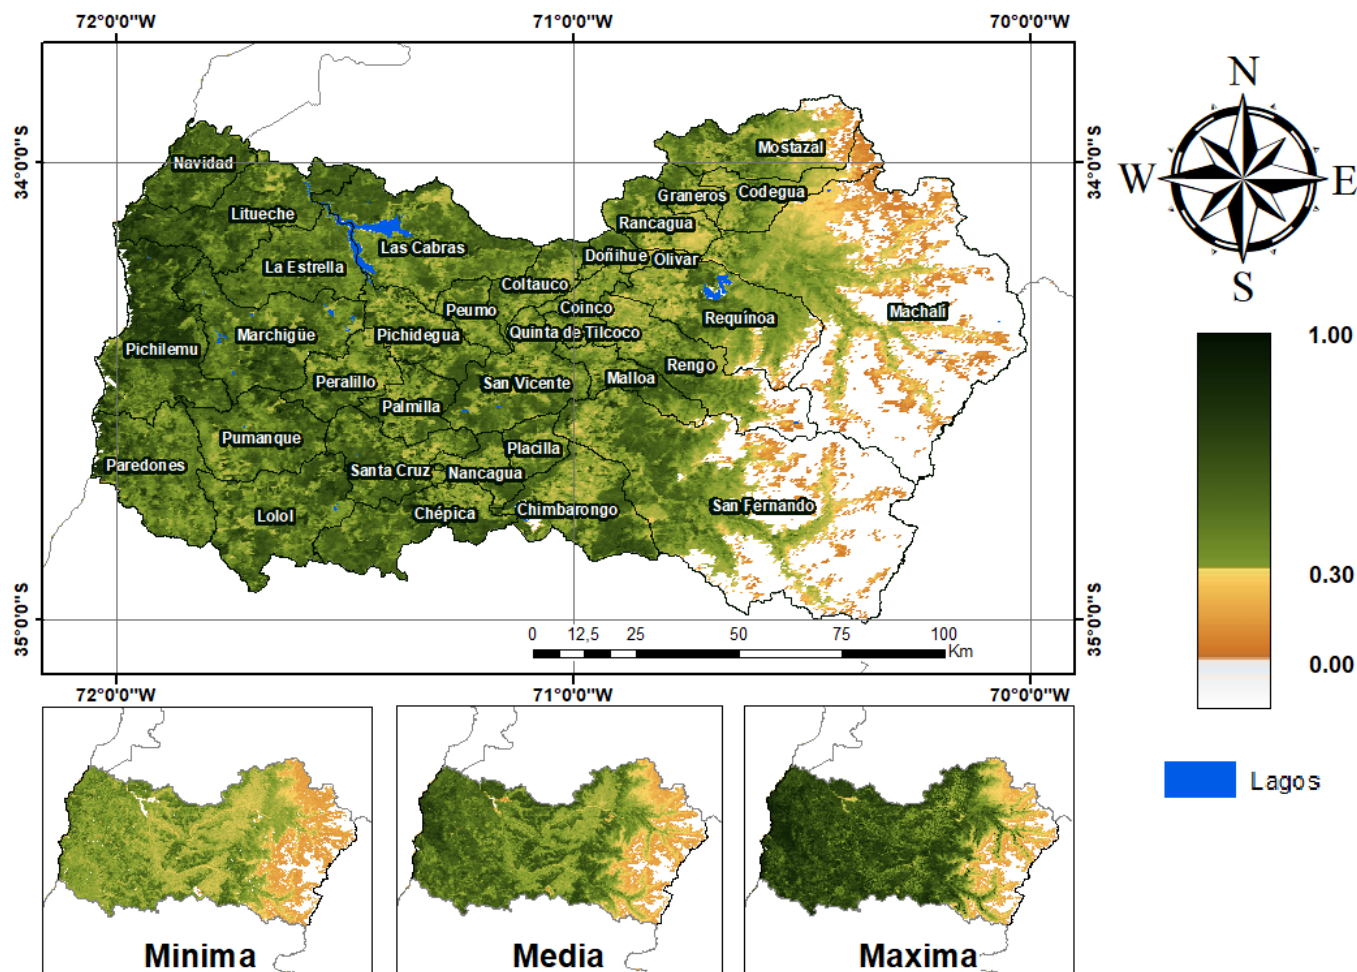 72°0'0"W 71°0'0"W 70°0'0"W
34°0'0"S
34°0'0"S
N
W E
S
Mostazal
Navidad
Graneros Codegua
Litueche
Rancagua
Las Cabras
Doñihue Olivar
La Estrella
Coltauco
Peumo Coinco
Machalí
Requínoa
Marchigüe Pichidegua Quinta de Tilcoco
Pichilemu
Rengo
Peralillo San Vicente Malloa
Palmilla
Pumanque
Placilla
Paredones
Santa Cruz Nancagua
San Fernando
Lolol Chépica Chimbarongo
35°0'0"S
35°0'0"S
0 12,5 25 50 75 100
Km
72°0'0"W 71°0'0"W 70°0'0"W
1.00
0.30
0.00
Lagos
Minima Media Maxima